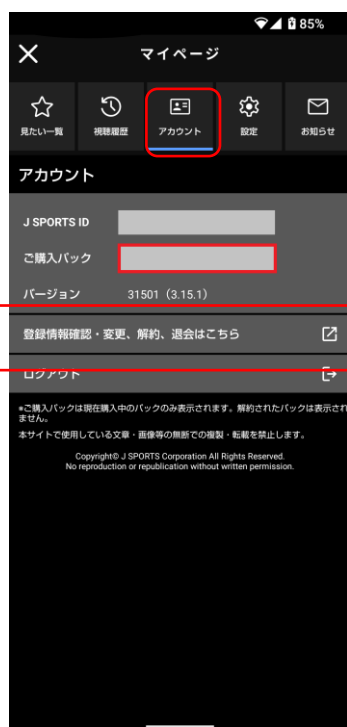 85%
マイページ
見たい一覧 視聴履歴 アカウント 設定 お知らせ
アカウント
J SPORTS ID
ご購入パック
バージョン 31501（3.15.1）
登録情報確認・変更、解約、退会はこちら
ログアウト
※ご購入パックは現在購入中のパックのみ表示されます。解約されたパックは表示され
ません。
本サイトで使用している文章・画像等の無断での複製・転載を禁止します。
Copyright© J SPORTS Corporation All Rights Reserved.
No reproduction or republication without written permission.